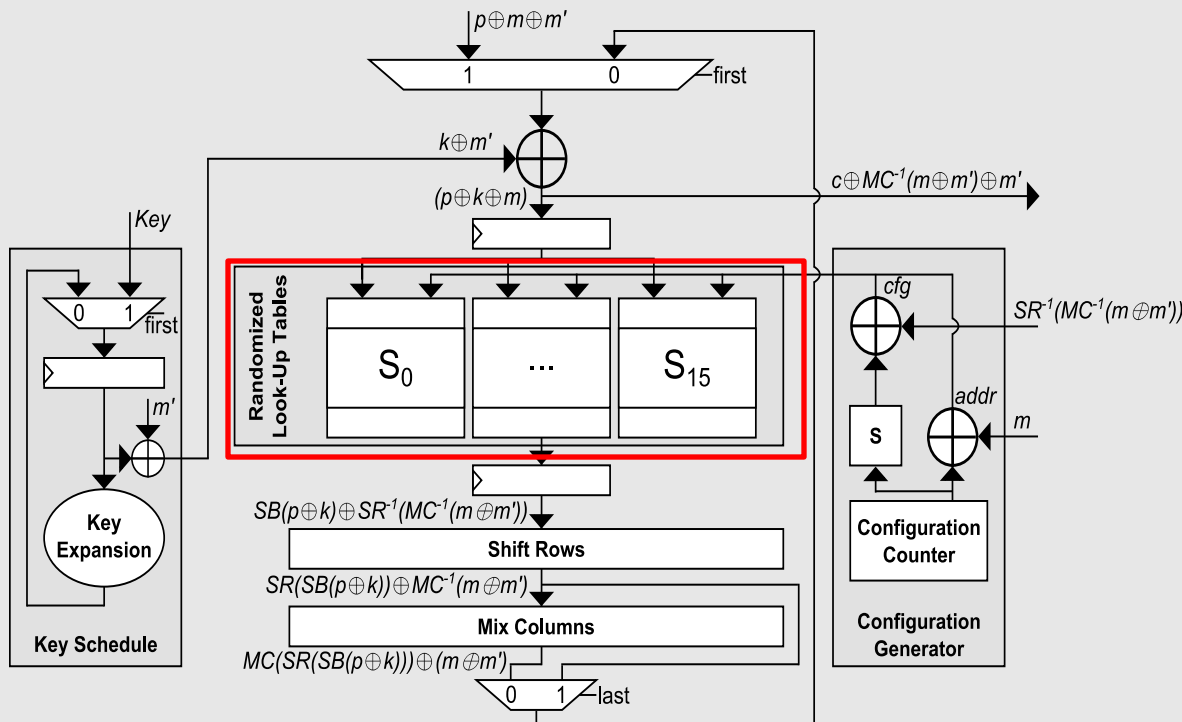 p⊕m⊕m'
1 0
first
k⊕m'
(p⊕k⊕m)
c⊕MC⁻¹(m⊕m')⊕m'
Key
0 1
first
m'
Key
Expansion
Key Schedule
Randomized
Look-Up Tables
S₀
...
S₁₅
cfg
SR⁻¹(MC⁻¹(m⊕m'))
addr
S
m
Configuration
Counter
Configuration
Generator
SB(p⊕k)⊕SR⁻¹(MC⁻¹(m⊕m'))
Shift Rows
SR(SB(p⊕k))⊕MC⁻¹(m⊕m')
Mix Columns
MC(SR(SB(p⊕k)))⊕(m⊕m')
0 1
last